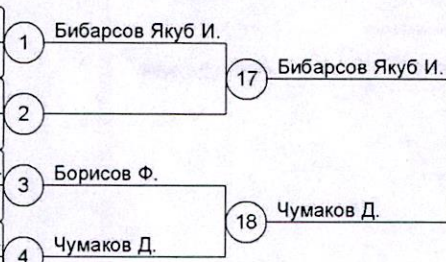 1 Бибарсов Якуб И.
17 Бибарсов Якуб И.
2
3 Борисов Ф.
18 Чумаков Д.
4 Чумаков Д.